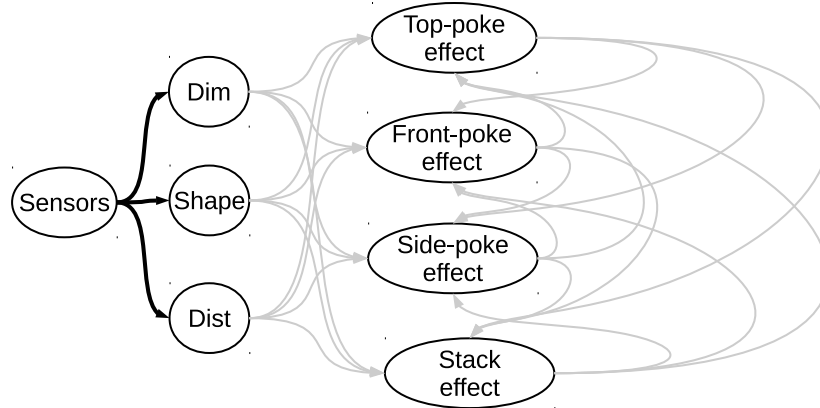 Top-poke
effect
Dim
Front-poke
effect
Sensors
Shape
Side-poke
effect
Dist
Stack
effect